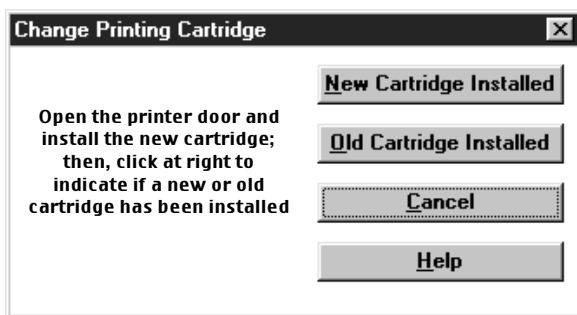 Change Printing Cartridge
Open the printer door and
install the new cartridge;
then, click at right to
indicate if a new or old
cartridge has been installed
New Cartridge Installed
Old Cartridge Installed
Cancel
Help